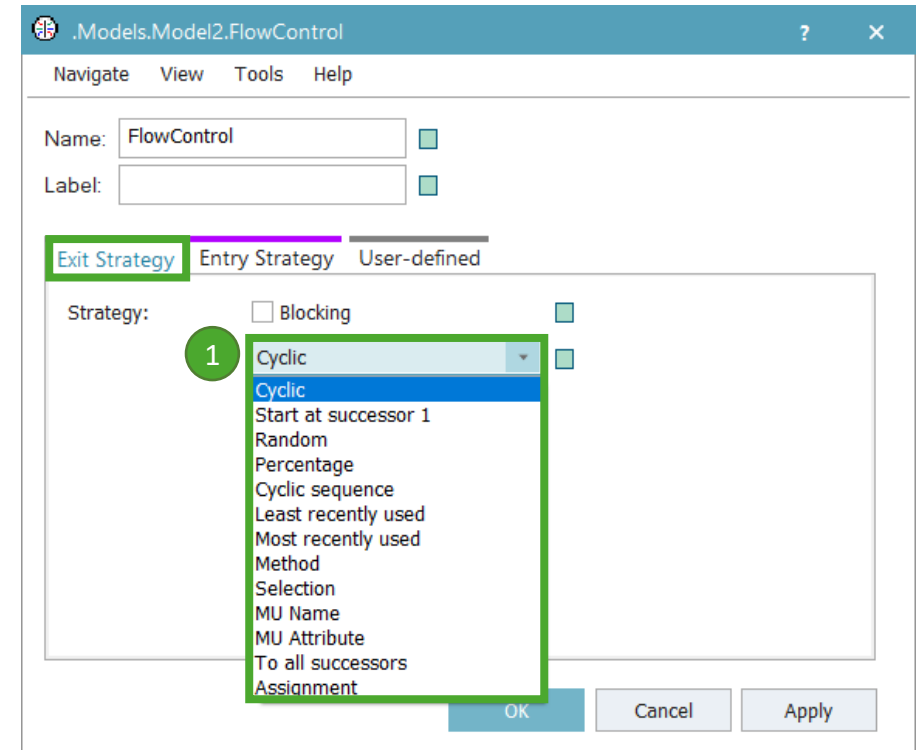 .Models.Model2.FlowControl ? ×
Navigate View Tools Help
Name: FlowControl
Label:
Exit Strategy Entry Strategy User-defined
Strategy: Blocking
1 Cyclic
Cyclic
Start at successor 1
Random
Percentage
Cyclic sequence
Least recently used
Most recently used
Method
Selection
MU Name
MU Attribute
To all successors
Assignment
OK Cancel Apply